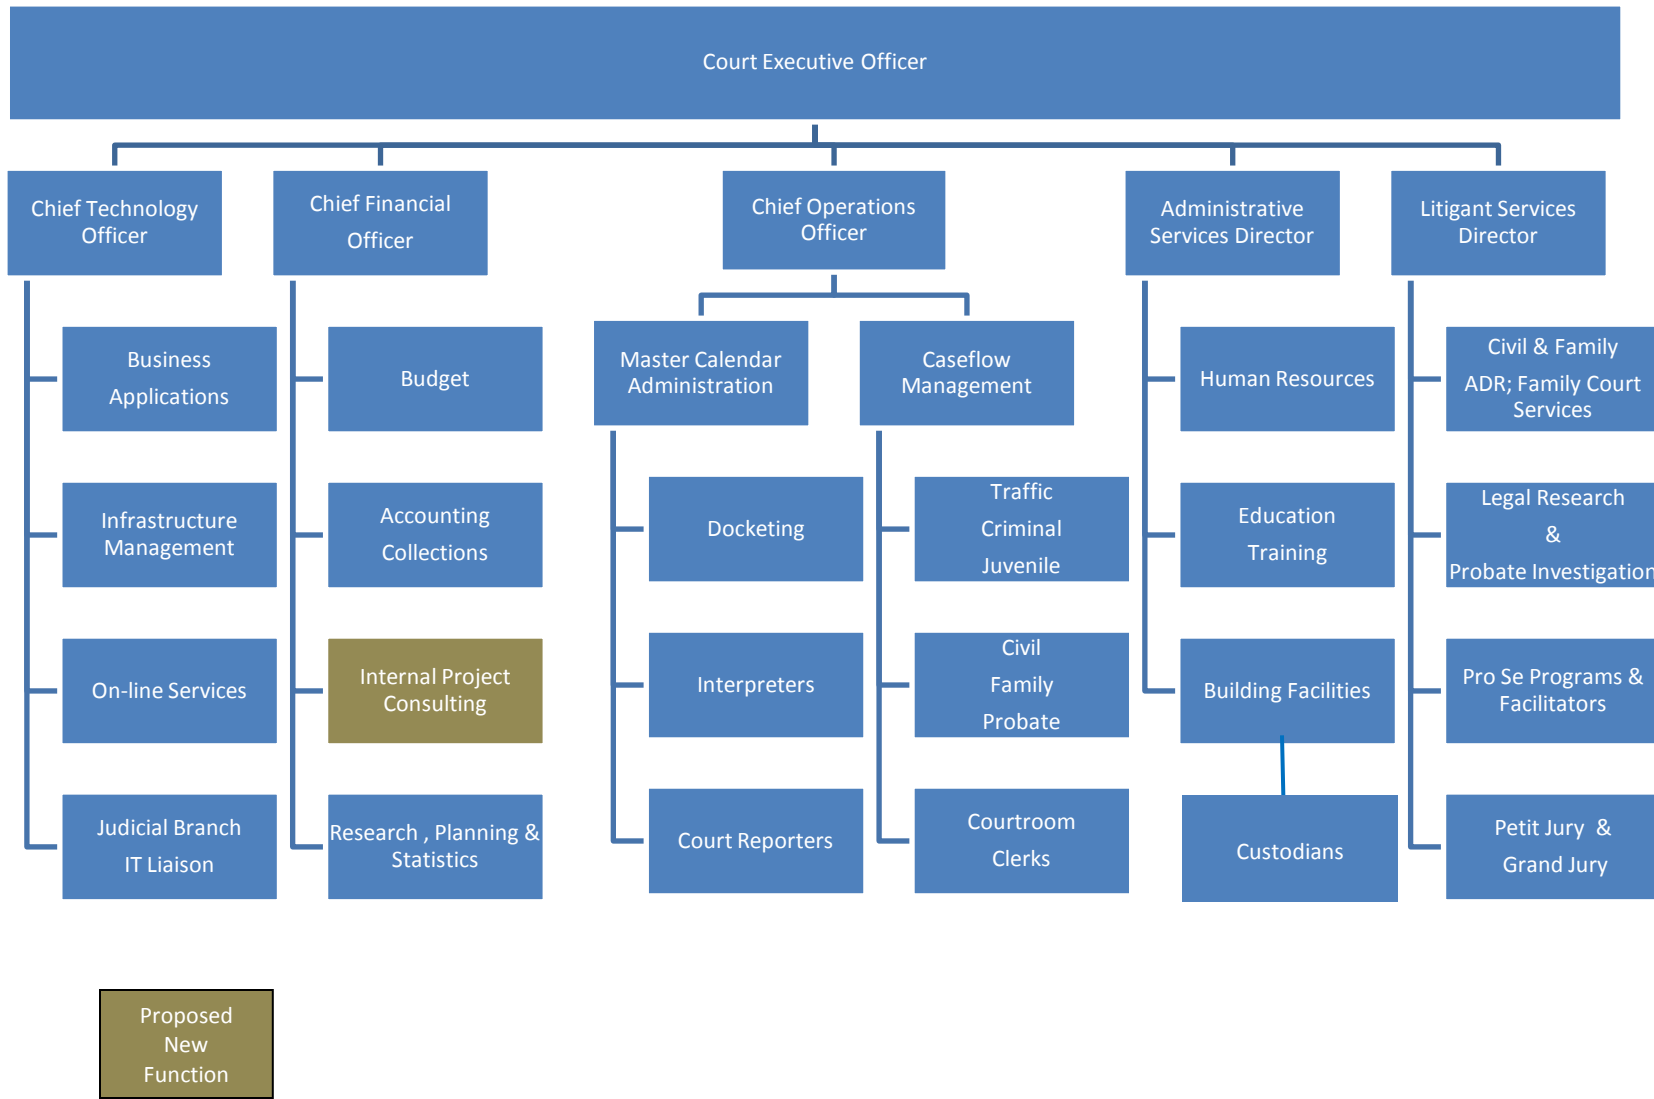 Court Executive Officer
Chief Technology
Officer
Chief Financial
Officer
Chief Operations
Officer
Administrative
Services Director
Litigant Services
Director
Business
Applications
Infrastructure
Management
On-line Services
Judicial Branch
IT Liaison
Budget
Accounting
Collections
Internal Project
Consulting
Research , Planning &
Statistics
Master Calendar
Administration
Docketing
Interpreters
Court Reporters
Caseflow
Management
Traffic
Criminal
Juvenile
Civil
Family
Probate
Courtroom
Clerks
Human Resources
Education
Training
Building Facilities
Custodians
Civil & Family
ADR; Family Court
Services
Legal Research
&
Probate Investigation
Pro Se Programs &
Facilitators
Petit Jury &
Grand Jury
Proposed
New
Function